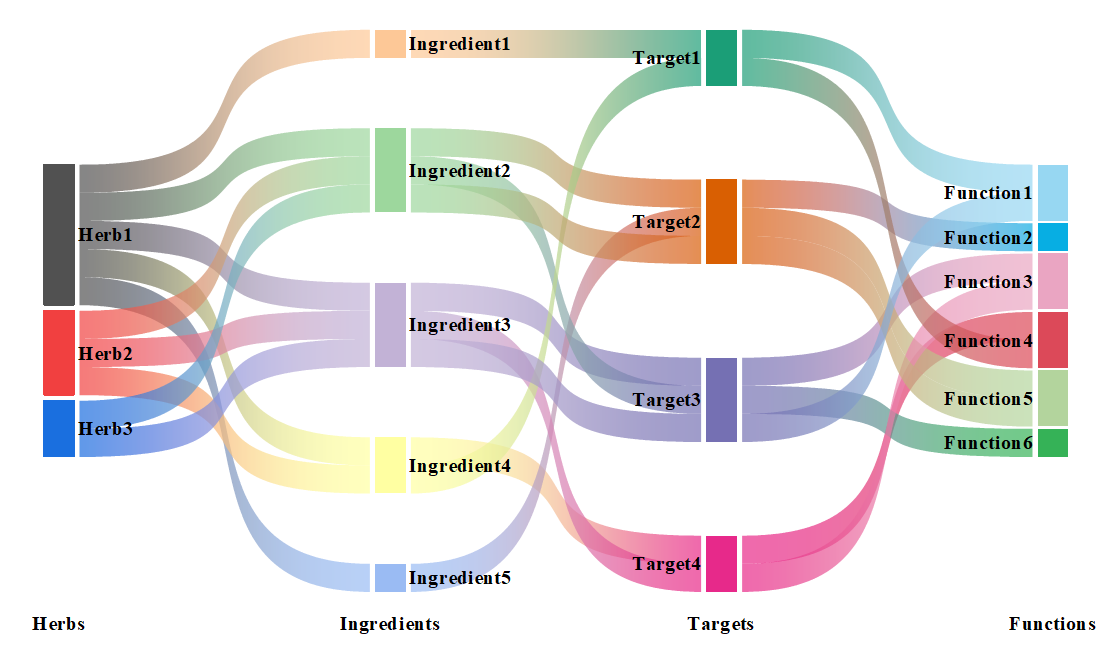 Ingredient1
Target1
Ingredient2
Function1
Target2
Herb1
Function2
Function3
Ingredient3
Function4
Herb2
Target3
Function5
Herb3
Function6
Ingredient4
Target4
Ingredient5
Herbs
Ingredients
Targets
Functions